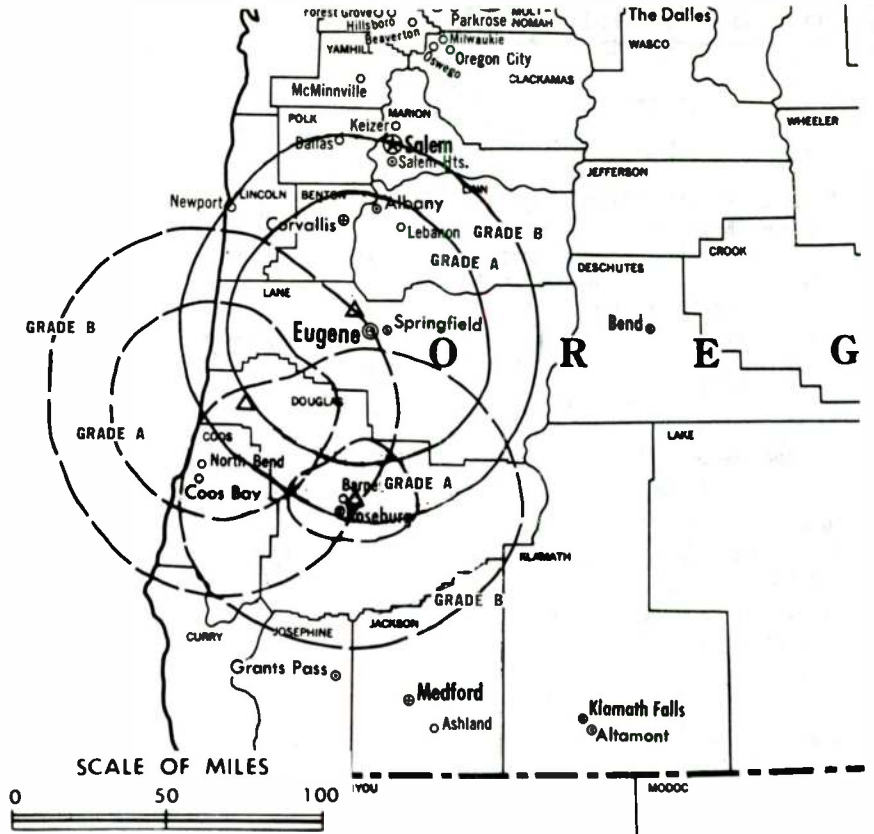 Forest Grove
Hillsboro
Beaverton
Parkrose
MULT-
NOMAH
The Dalles
YAMHILL
Milwaukie
Oswego
Oregon City
WASCO
McMinnville
CLACKAMAS
MARION
POLK
Keizer
WHEELER
Dallas
Salem
Salem Hts.
JEFFERSON
LINN
Newport
LINCOLN
BENTON
Albany
Corvallis
Lebanon
GRADE B
GRADE A
CROOK
DESCHUTES
LANE
GRADE B
Eugene
Springfield
Bend
O R E G
DOUGLAS
GRADE A
COOS
LAKE
North Bend
Coos Bay
GRADE A
Roseburg
KLAMATH
GRADE B
CURRY
JOSEPHINE
JACKSON
Grants Pass
Medford
Ashland
Klamath Falls
Altamont
SCALE OF MILES
0 50 100
YOU
MODOC